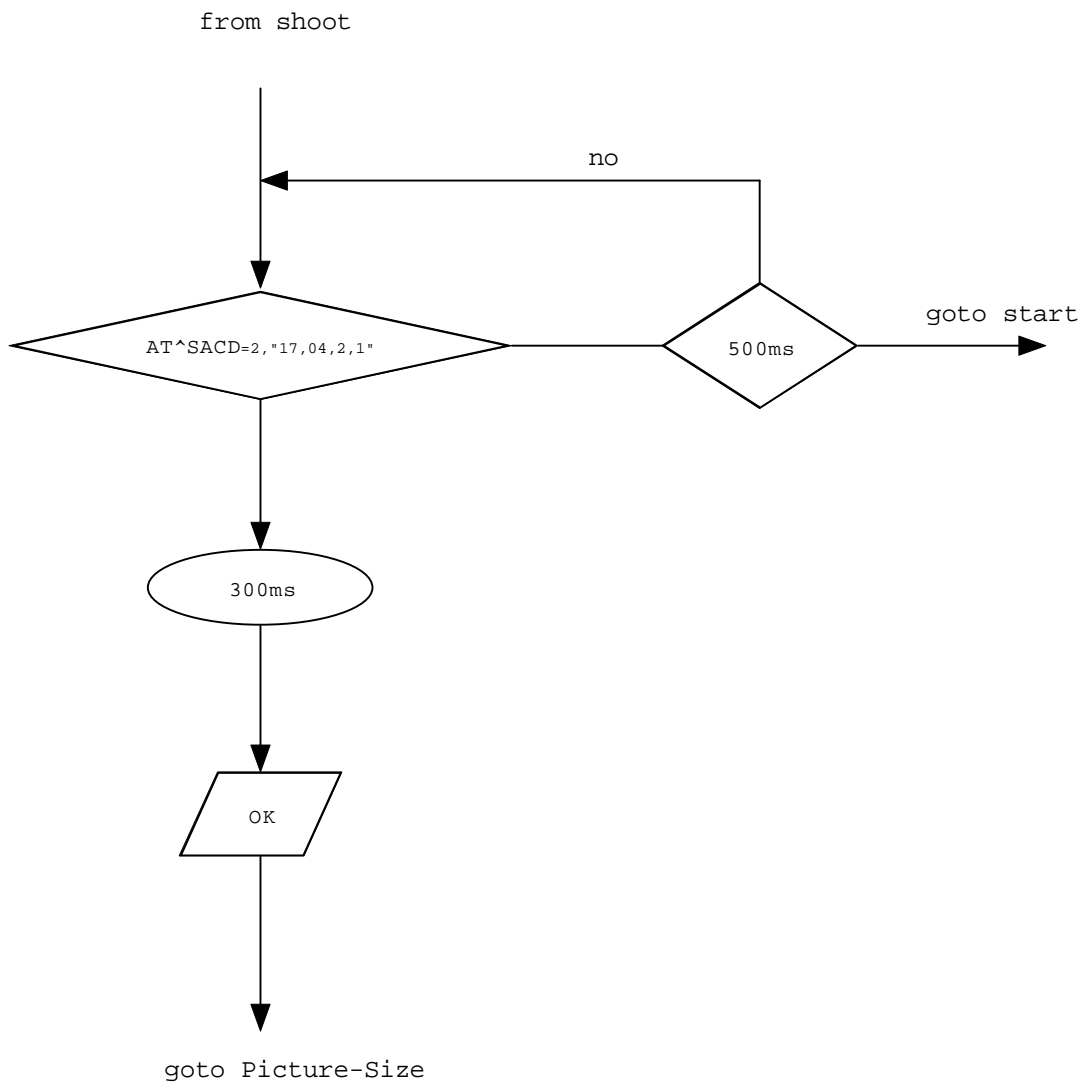 from shoot
no
goto start
AT^SACD=2,"17,04,2,1"
500ms
300ms
OK
goto Picture-Size